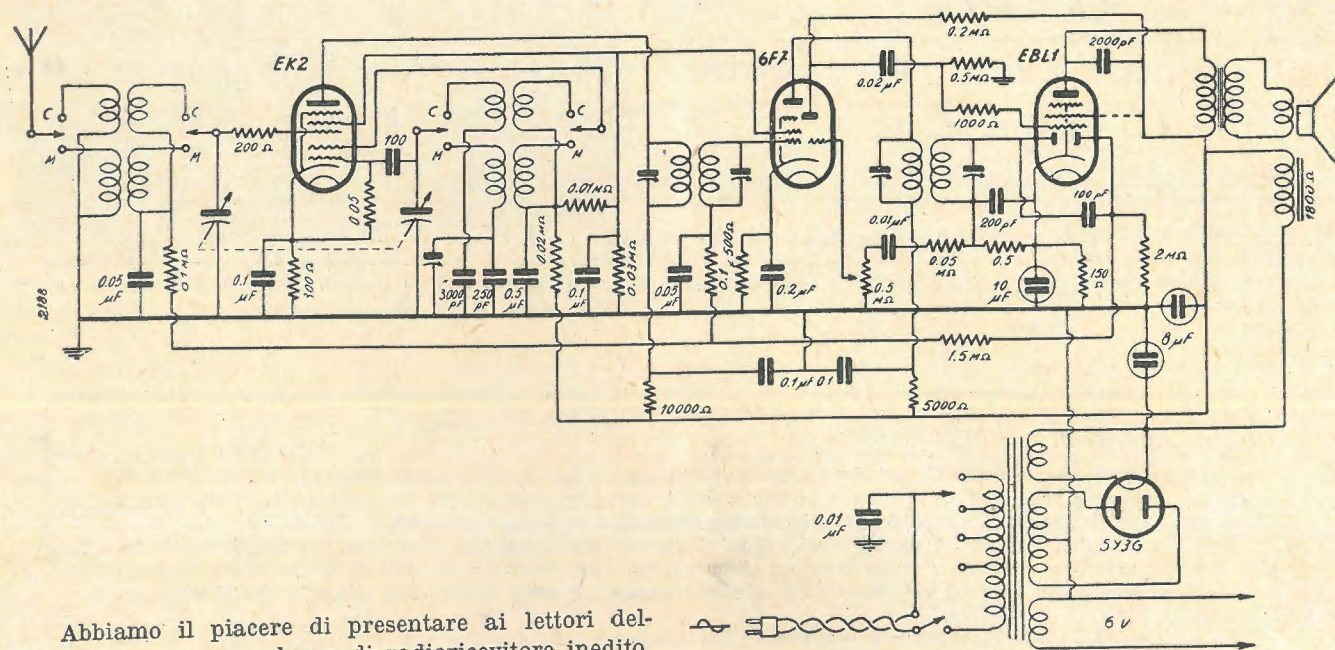 EK2
6F7
EBL1
C
C
M
M
200 Ω
100
C
C
M
M
0.05
0.01 MΩ
0.02 MΩ
0.03 MΩ
0.05 µF
0.1 MΩ
0.1 µF
300 Ω
3000 pF
250 pF
0.5 µF
0.1 µF
0.05 µF
0.1
500 Ω
0.2 µF
0.5 MΩ
0.02 µF
0.2 MΩ
0.5 MΩ
1000 Ω
2000 pF
0.01 µF
200 pF
100 pF
0.05 MΩ
0.5
10 µF
150 Ω
2 MΩ
8 µF
1800 Ω
1.5 MΩ
0.1 µF 0.1
10000 Ω
5000 Ω
2188
0.01 µF
5Y3G
6 V
Abbiamo il piacere di presentare ai lettori del-
di radioricevitore inedito